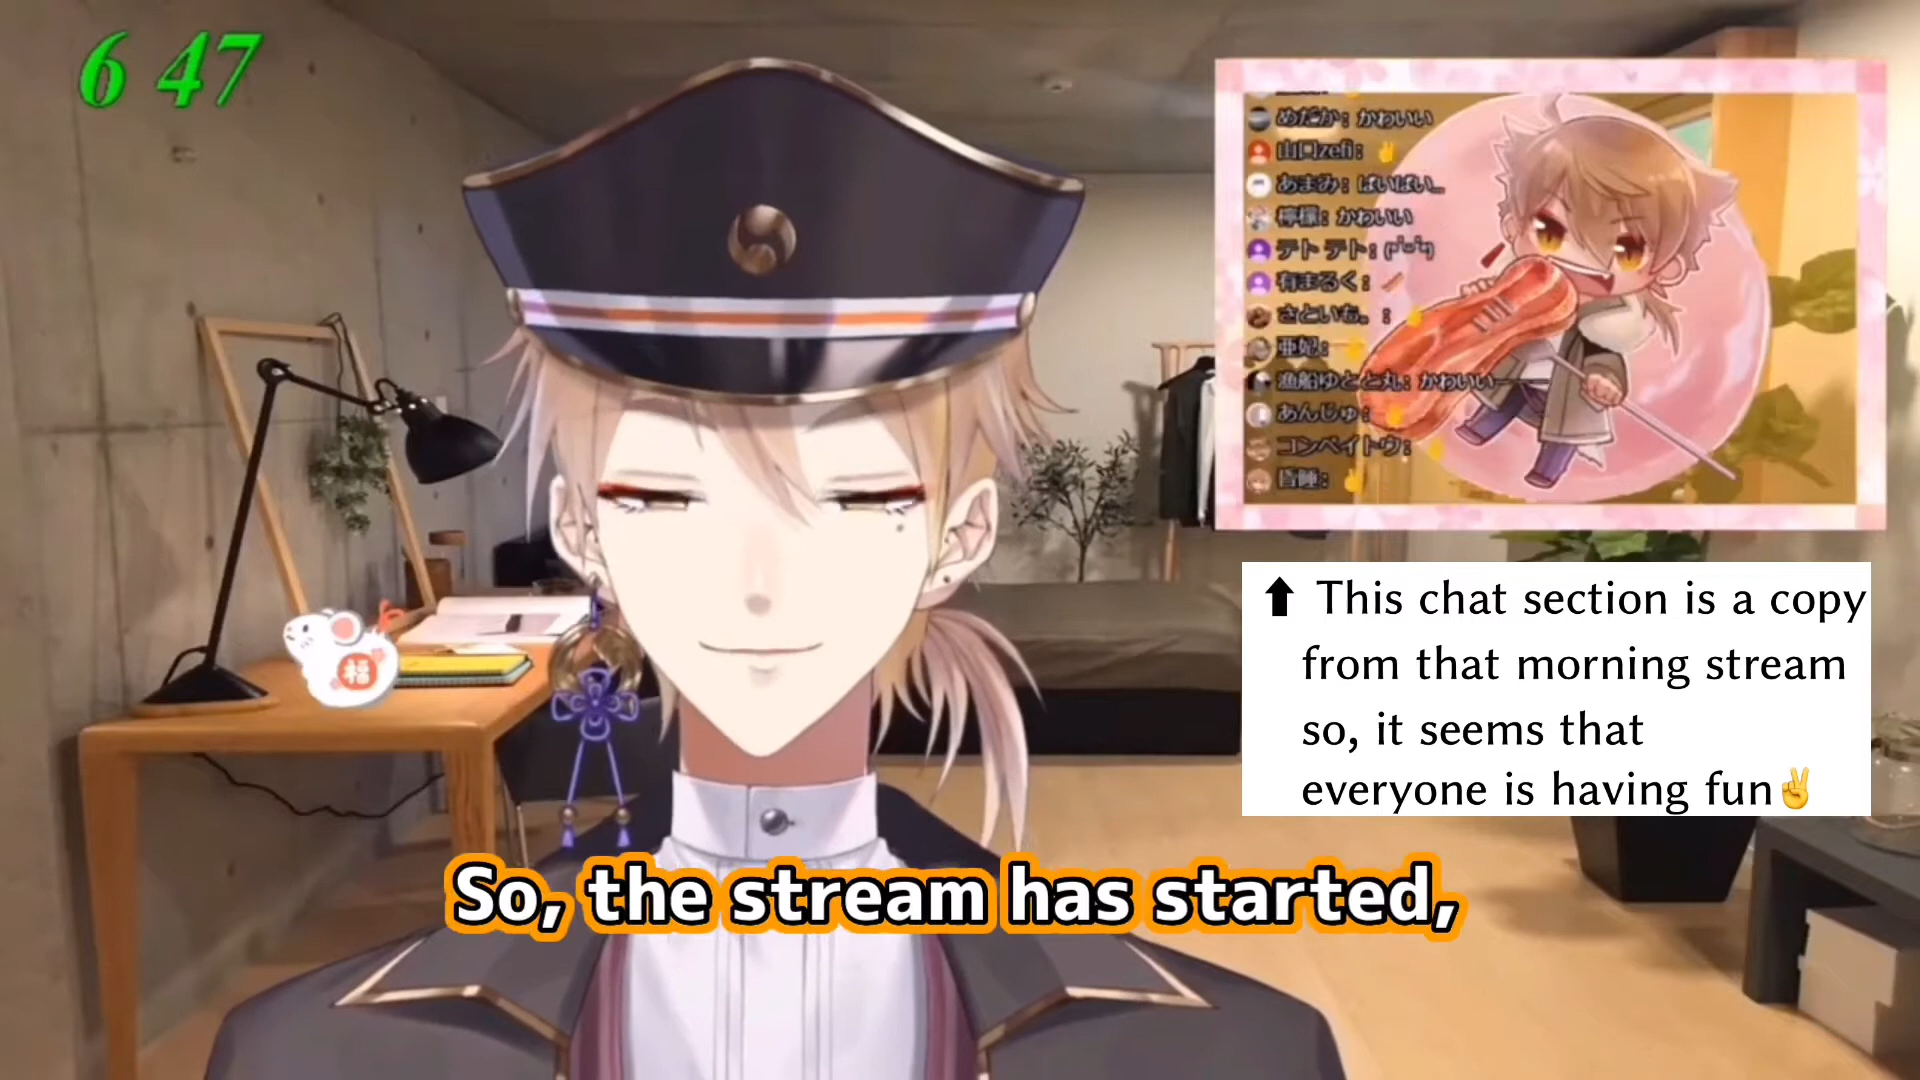 6 47
めだか: かわいい
山口zefi: ✌
あまみ: ばいばい_
檸檬: かわいい
テト テト:
有まるく: 🥓
さといも。:
亜妃:
漁船ゆとと丸: かわいいー
あんじゅ:
コンペイトウ:
福
⬆ This chat section is a copy
from that morning stream
so, it seems that
everyone is having fun✌
So, the stream has started,